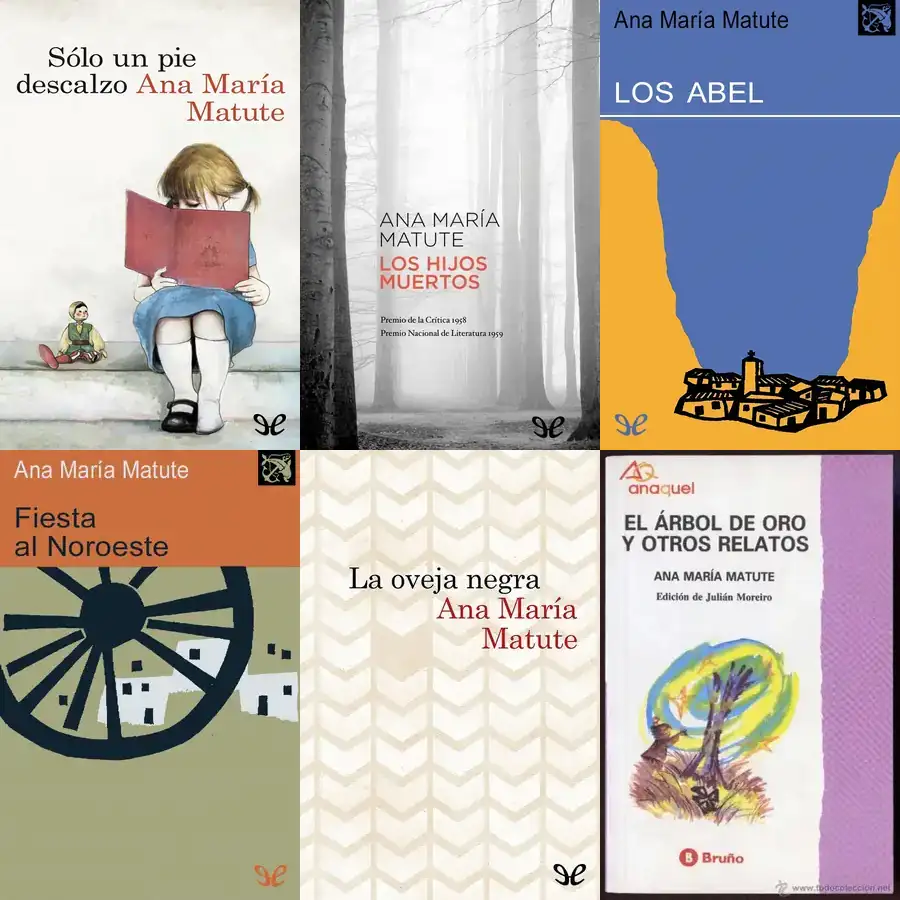 Sólo un pie
descalzo Ana María
Matute
ANA MARÍA
MATUTE
LOS HIJOS
MUERTOS
Premio de la Crítica 1958
Premio Nacional de Literatura 1959
Ana María Matute
LOS ABEL
Ana María Matute
Fiesta
al Noroeste
La oveja negra
Ana María
Matute
anaquel
EL ÁRBOL DE ORO
Y OTROS RELATOS
ANA MARÍA MATUTE
Edición de Julián Moreiro
B Bruño
www.todocoleccion.net